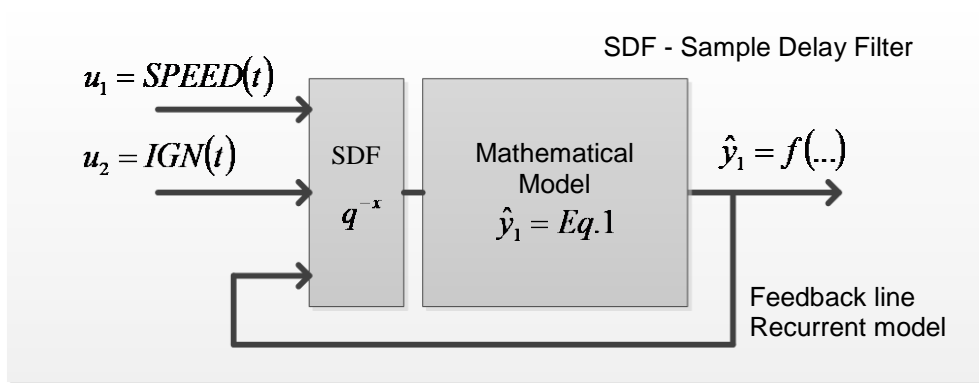 SDF - Sample Delay Filter
u₁ = SPEED(t)
u₂ = IGN(t)
SDF
q⁻ˣ
Mathematical
Model
ŷ₁ = Eq.1
ŷ₁ = f(...)
Feedback line
Recurrent model